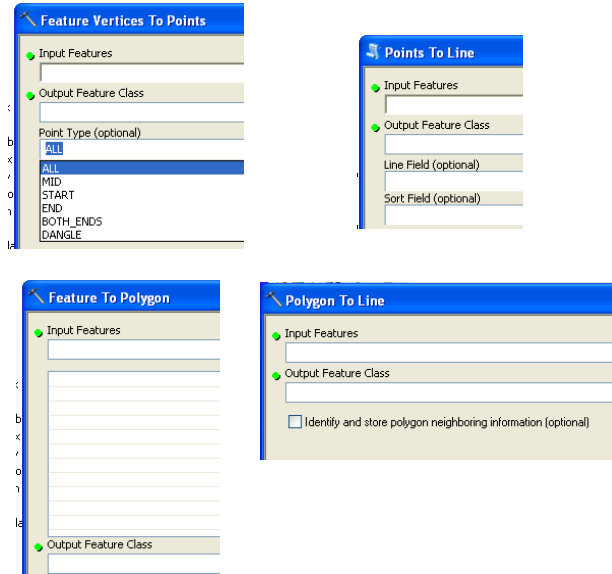 Feature Vertices To Points
Input Features
Output Feature Class
Point Type (optional)
ALL
ALL
MID
START
END
BOTH_ENDS
DANGLE
Points To Line
Input Features
Output Feature Class
Line Field (optional)
Sort Field (optional)
Feature To Polygon
Input Features
Output Feature Class
Polygon To Line
Input Features
Output Feature Class
Identify and store polygon neighboring information (optional)